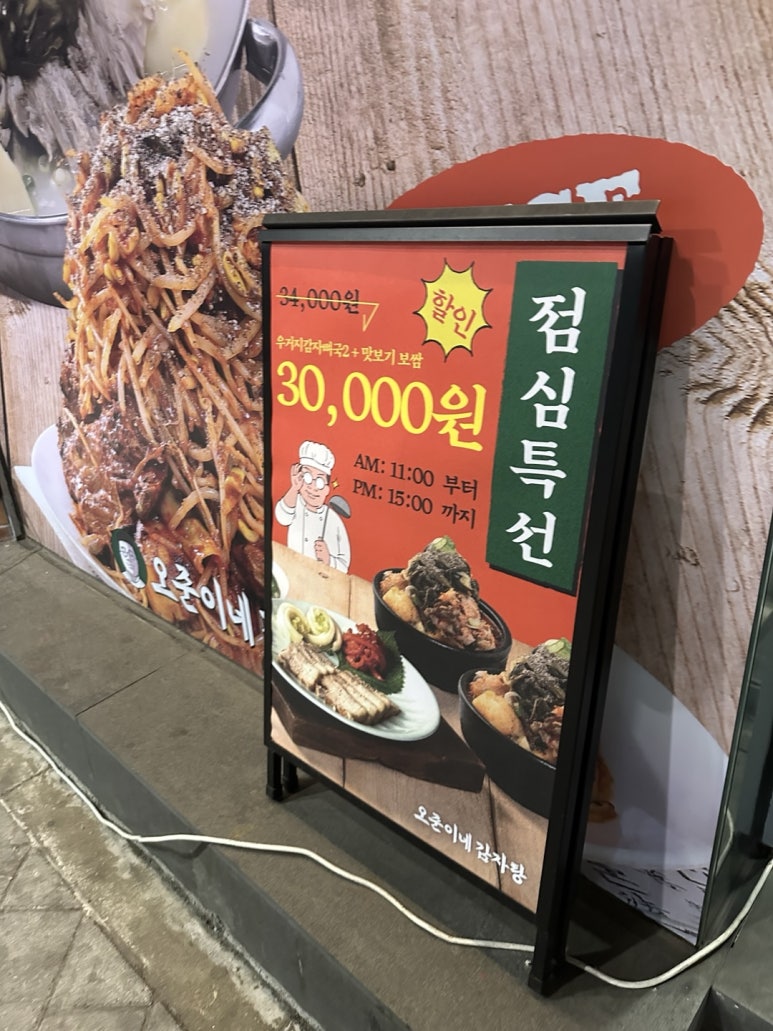 34,000원
할인
우거지감자뼈국2 + 맛보기 보쌈
30,000원
AM: 11:00 부터
PM: 15:00 까지
점심특선
오춘이네 감자탕
오춘이네